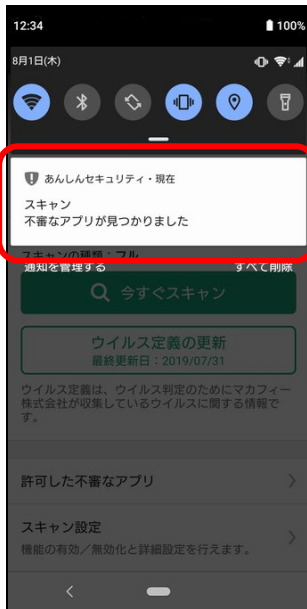 12:34
100%
8月1日(木)
あんしんセキュリティ・現在
スキャン
不審なアプリが見つかりました
スキャンの種類：フル
通知を管理する
すべて削除
今すぐスキャン
ウイルス定義の更新
最終更新日：2019/07/31
ウイルス定義は、ウイルス判定のためにマカフィー
株式会社が収集しているウイルスに関する情報で
す。
許可した不審なアプリ
スキャン設定
機能の有効／無効化と詳細設定を行えます。